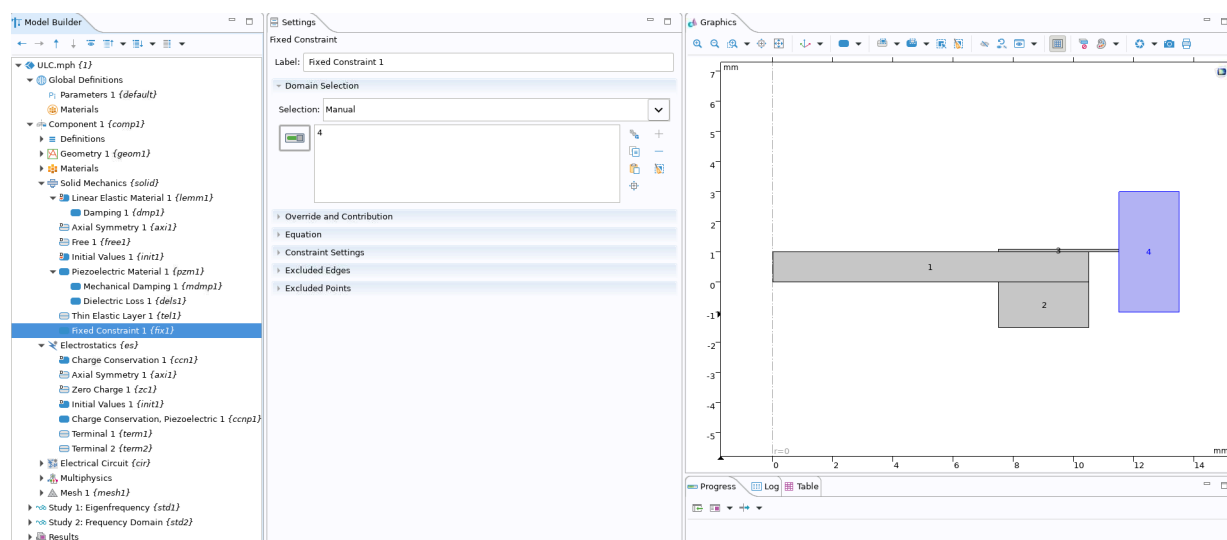 Model Builder
ULC.mph {1}
Global Definitions
Pi Parameters 1 {default}
Materials
Component 1 {comp1}
Definitions
Geometry 1 {geom1}
Materials
Solid Mechanics {solid}
Linear Elastic Material 1 {lemm1}
Damping 1 {dmp1}
Axial Symmetry 1 {axi1}
Free 1 {free1}
Initial Values 1 {init1}
Piezoelectric Material 1 {pzm1}
Mechanical Damping 1 {mdmp1}
Dielectric Loss 1 {dels1}
Thin Elastic Layer 1 {tel1}
Fixed Constraint 1 {fix1}
Electrostatics {es}
Charge Conservation 1 {ccn1}
Axial Symmetry 1 {axi1}
Zero Charge 1 {zc1}
Initial Values 1 {init1}
Charge Conservation, Piezoelectric 1 {ccnp1}
Terminal 1 {term1}
Terminal 2 {term2}
Electrical Circuit {cir}
Multiphysics
Mesh 1 {mesh1}
Study 1: Eigenfrequency {std1}
Study 2: Frequency Domain {std2}
Results
Settings
Fixed Constraint
Label: Fixed Constraint 1
Domain Selection
Selection: Manual
4
Override and Contribution
Equation
Constraint Settings
Excluded Edges
Excluded Points
Graphics
mm
7
6
5
4
3
2
1
0
-1
-2
-3
-4
-5
3
1
4
2
r=0
mm
0 2 4 6 8 10 12 14
Progress Log Table